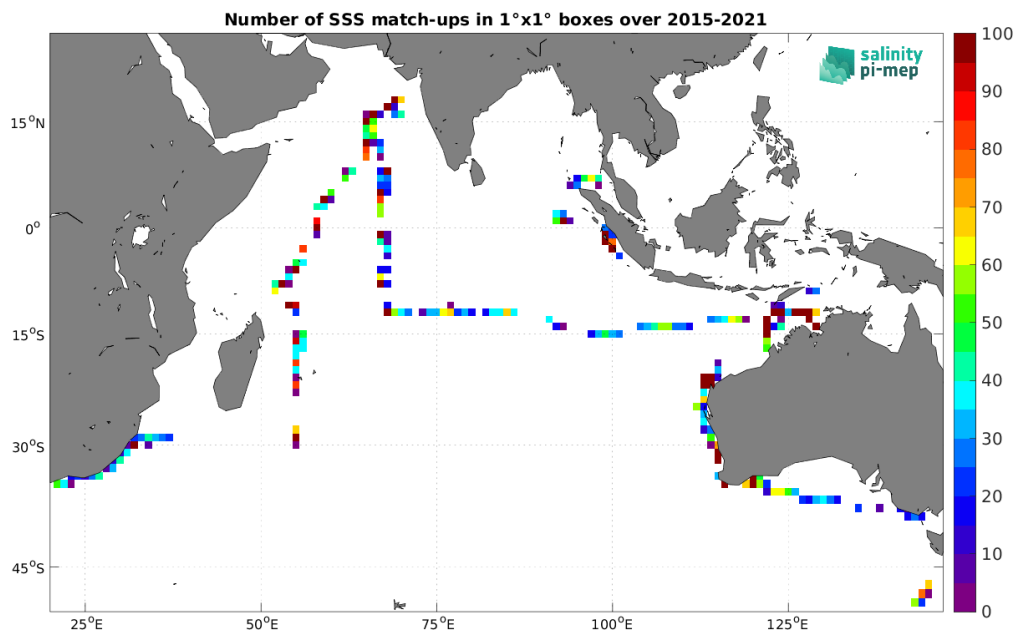 Number of SSS match-ups in 1°x1° boxes over 2015-2021
salinity
pi-mep
15°N
0°
15°S
30°S
45°S
25°E
50°E
75°E
100°E
125°E
100
90
80
70
60
50
40
30
20
10
0